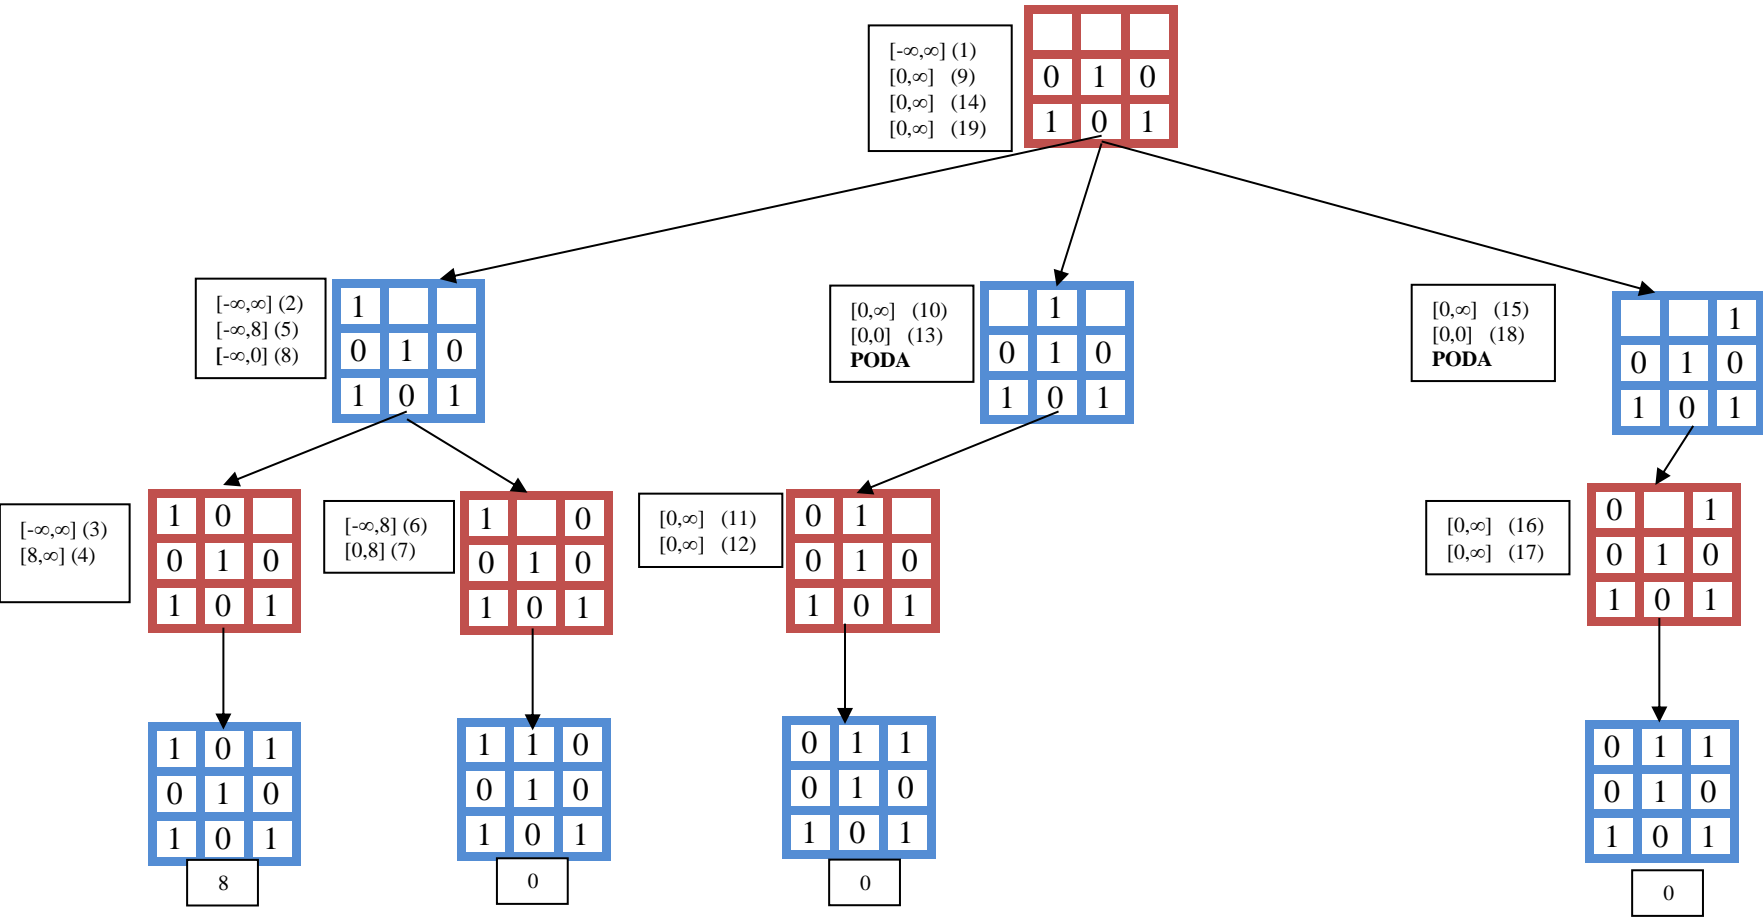 [-∞,∞] (1)
[0,∞] (9)
[0,∞] (14)
[0,∞] (19)
0 1 0
1 0 1
[-∞,∞] (2)
[-∞,8] (5)
[-∞,0] (8)
1
0 1 0
1 0 1
[0,∞] (10)
[0,0] (13)
PODA
1
0 1 0
1 0 1
[0,∞] (15)
[0,0] (18)
PODA
1
0 1 0
1 0 1
[-∞,∞] (3)
[8,∞] (4)
1 0
0 1 0
1 0 1
[-∞,8] (6)
[0,8] (7)
1 0
0 1 0
1 0 1
[0,∞] (11)
[0,∞] (12)
0 1
0 1 0
1 0 1
[0,∞] (16)
[0,∞] (17)
0 1
0 1 0
1 0 1
1 0 1
0 1 0
1 0 1
8
1 1 0
0 1 0
1 0 1
0
0 1 1
0 1 0
1 0 1
0
0 1 1
0 1 0
1 0 1
0